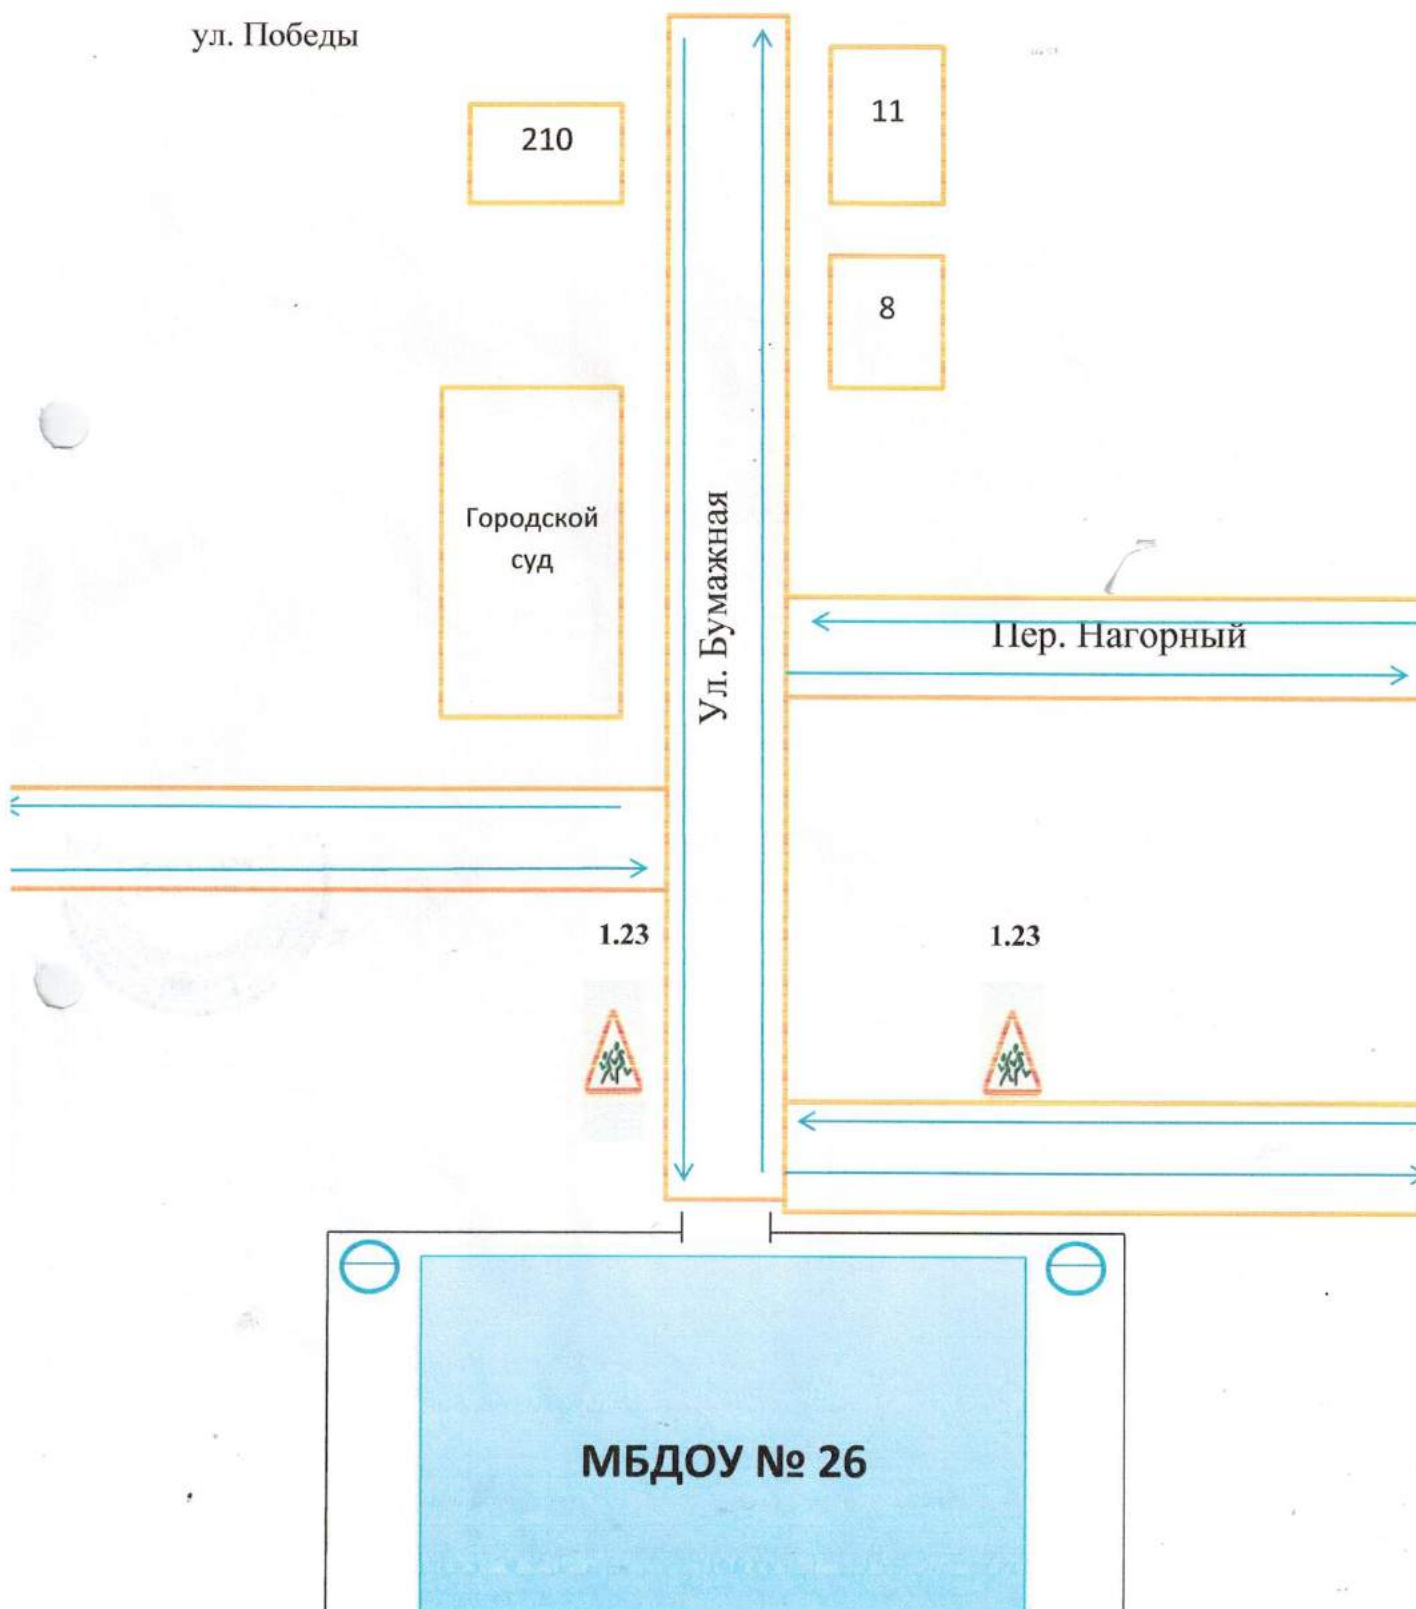 ул. Победы
210
11
8
Городской
суд
Ул. Бумажная
Пер. Нагорный
1.23
1.23
МБДОУ № 26